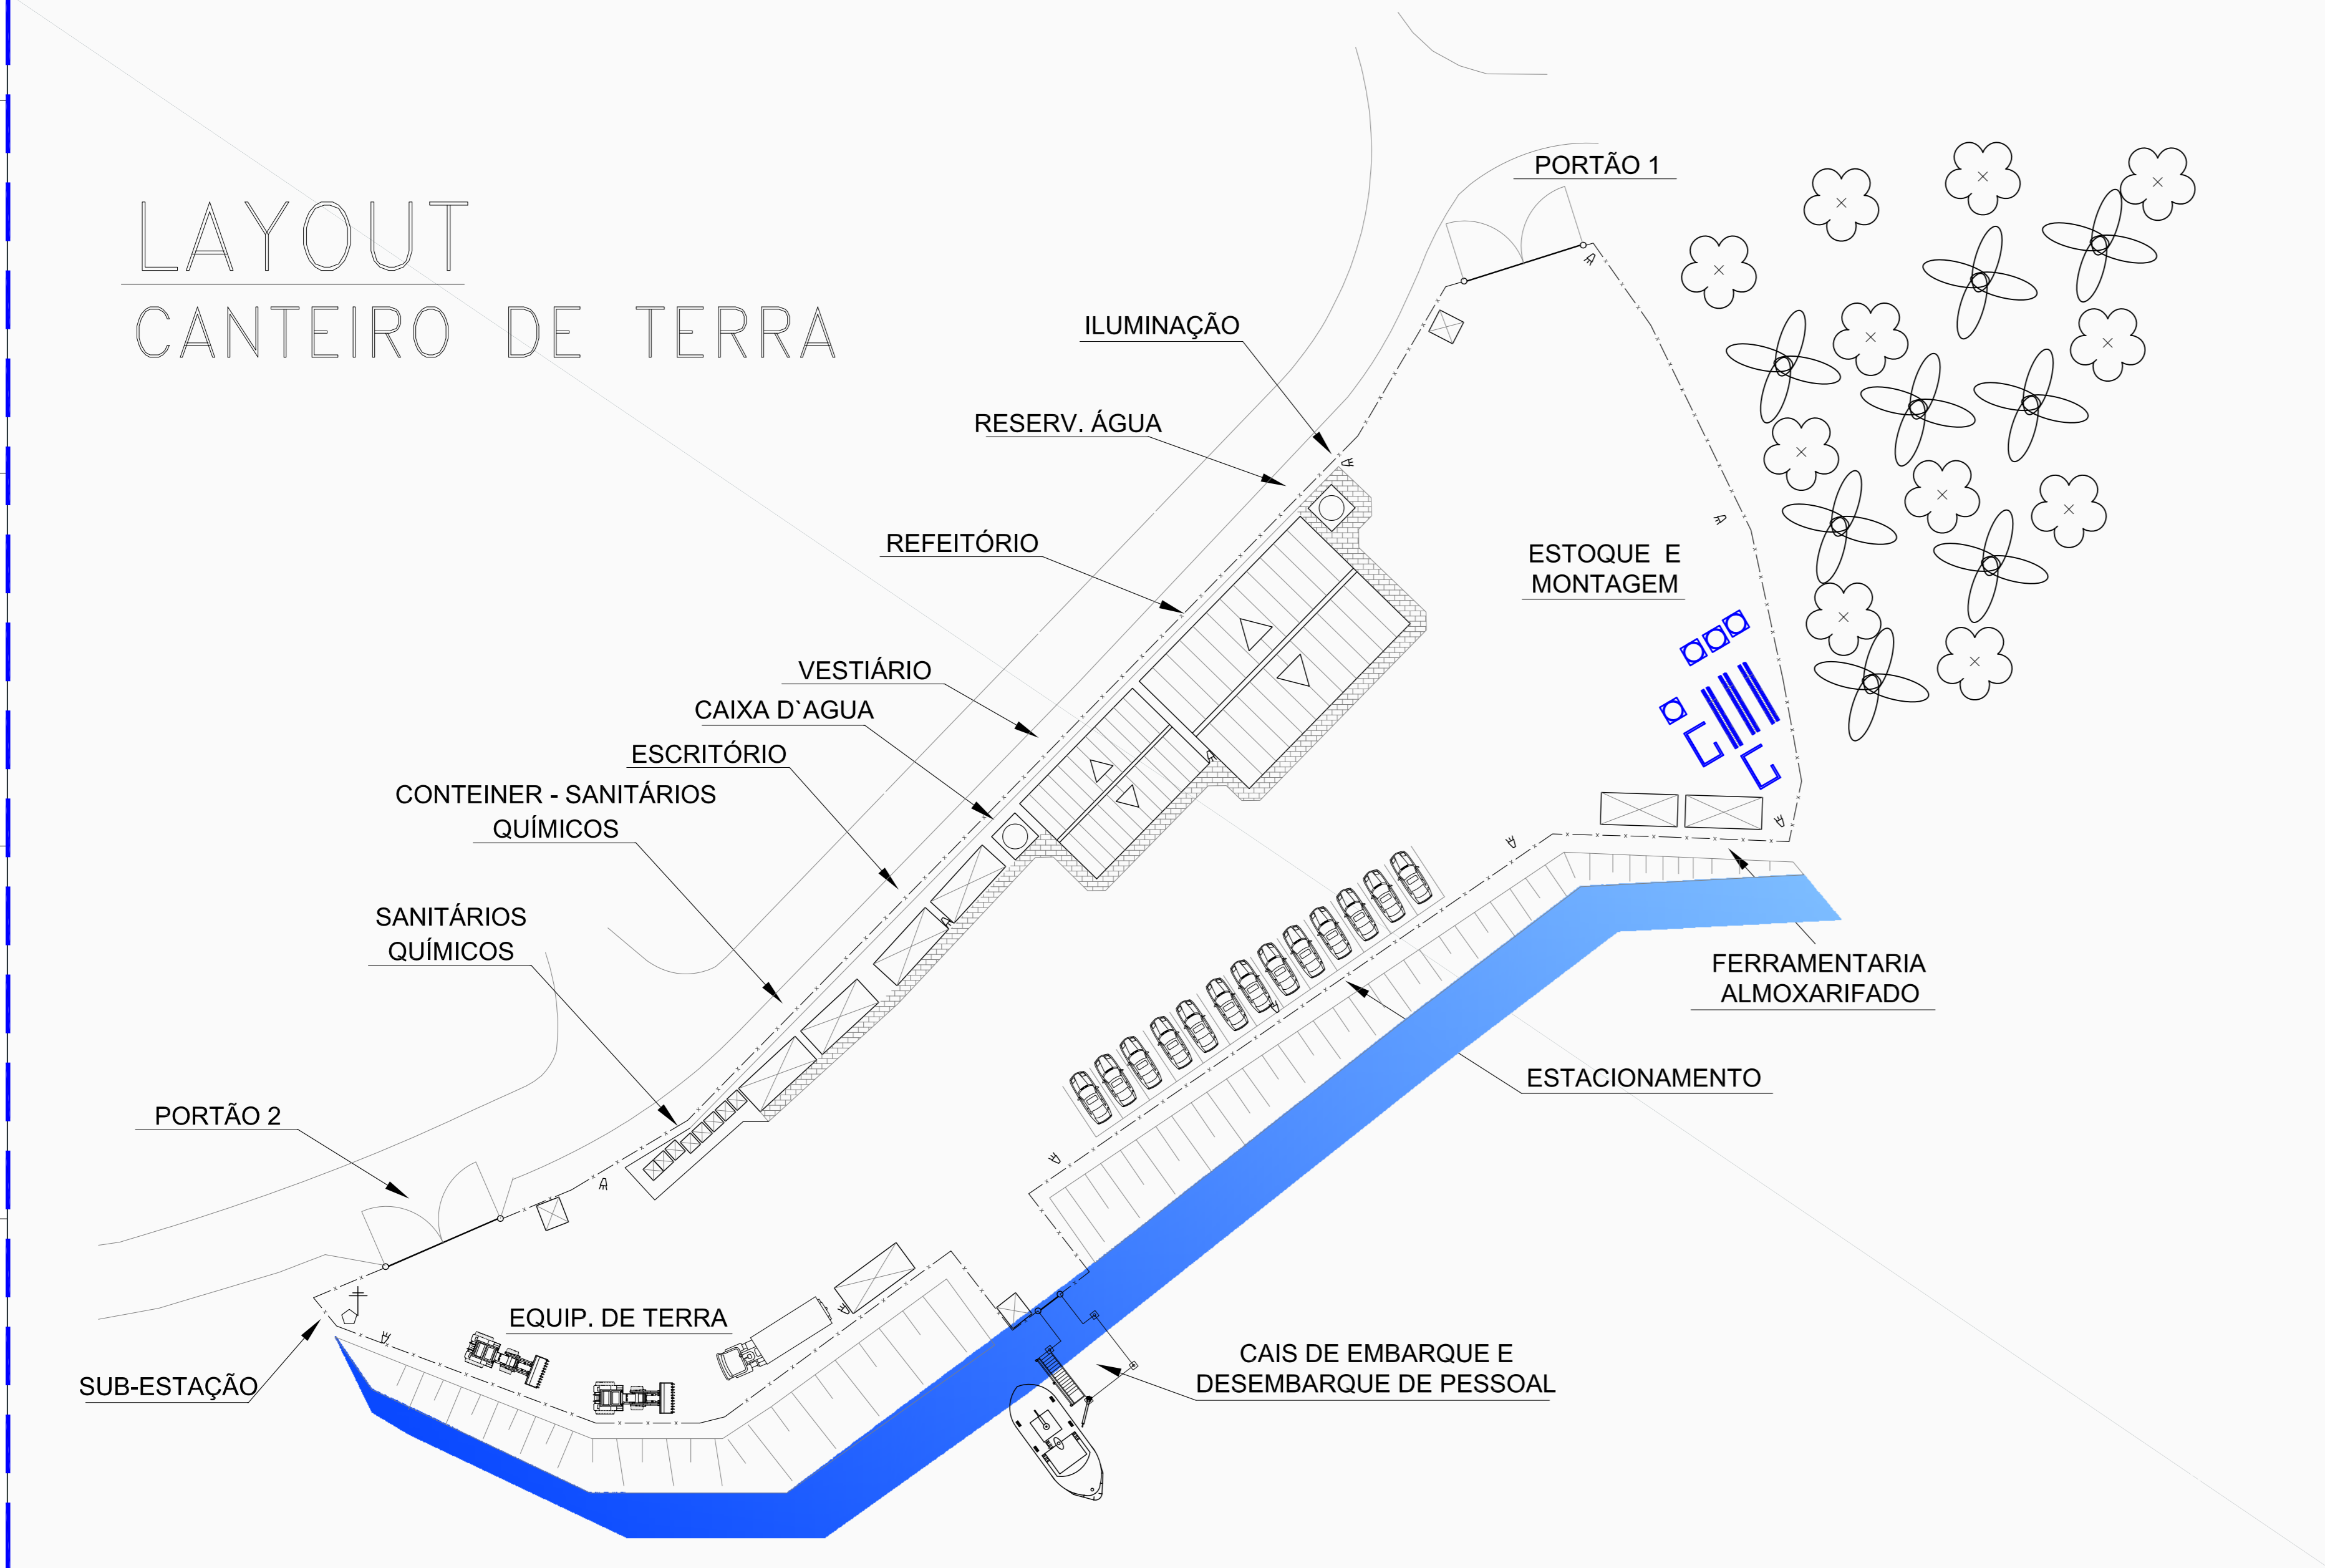 LAYOUT
CANTEIRO DE TERRA
PORTÃO 1
ILUMINAÇÃO
RESERV. ÁGUA
REFEITÓRIO
ESTOQUE E
MONTAGEM
VESTIÁRIO
CAIXA D`AGUA
ESCRITÓRIO
CONTEINER - SANITÁRIOS
QUÍMICOS
SANITÁRIOS
QUÍMICOS
FERRAMENTARIA
ALMOXARIFADO
ESTACIONAMENTO
PORTÃO 2
EQUIP. DE TERRA
SUB-ESTAÇÃO
CAIS DE EMBARQUE E
DESEMBARQUE DE PESSOAL